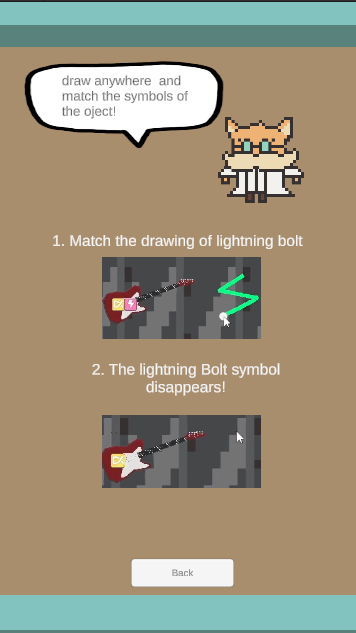 draw anywhere  and
match the symbols of
the oject!
1. Match the drawing of lightning bolt
2. The lightning Bolt symbol
disappears!
Back